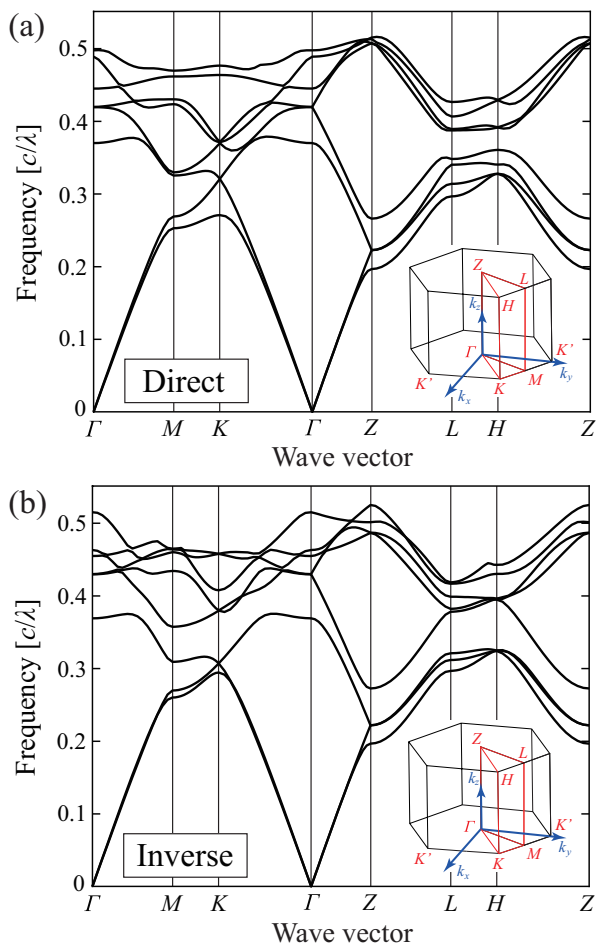 (a)
Frequency [c/λ]
0.5
0.4
0.3
0.2
0.1
0
Direct
Z
L
k_z
H
Γ
K'
K'
k_x
K
M
k_y
Γ M K Γ Z L H Z
Wave vector
(b)
Frequency [c/λ]
0.5
0.4
0.3
0.2
0.1
0
Inverse
Z
L
k_z
H
Γ
K'
K'
k_x
K
M
k_y
Γ M K Γ Z L H Z
Wave vector